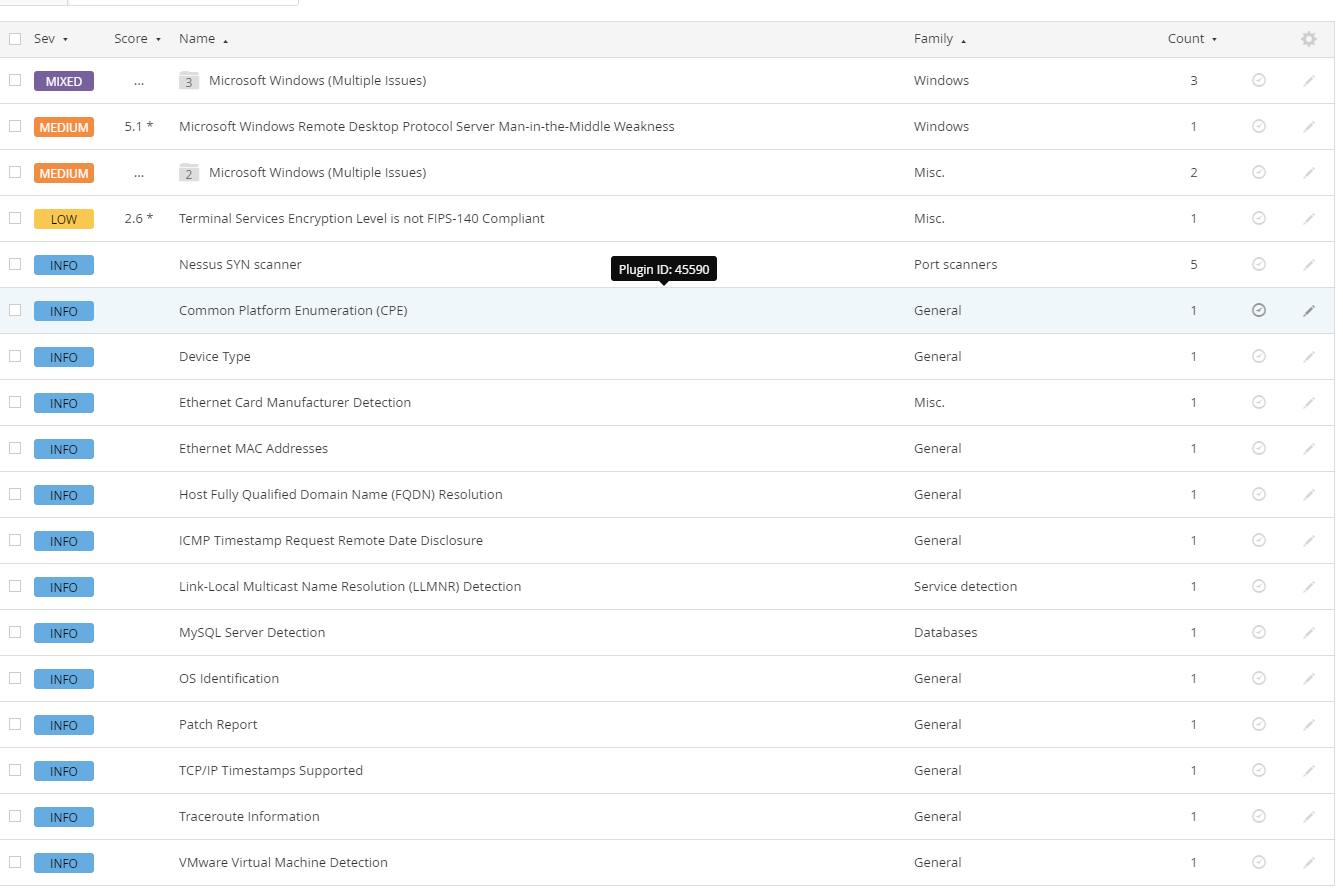 Sev Score Name Family Count
MIXED ... 3 Microsoft Windows (Multiple Issues) Windows 3
MEDIUM 5.1 * Microsoft Windows Remote Desktop Protocol Server Man-in-the-Middle Weakness Windows 1
MEDIUM ... 2 Microsoft Windows (Multiple Issues) Misc. 2
LOW 2.6 * Terminal Services Encryption Level is not FIPS-140 Compliant Misc. 1
INFO Nessus SYN scanner Port scanners 5
Plugin ID: 45590
INFO Common Platform Enumeration (CPE) General 1
INFO Device Type General 1
INFO Ethernet Card Manufacturer Detection Misc. 1
INFO Ethernet MAC Addresses General 1
INFO Host Fully Qualified Domain Name (FQDN) Resolution General 1
INFO ICMP Timestamp Request Remote Date Disclosure General 1
INFO Link-Local Multicast Name Resolution (LLMNR) Detection Service detection 1
INFO MySQL Server Detection Databases 1
INFO OS Identification General 1
INFO Patch Report General 1
INFO TCP/IP Timestamps Supported General 1
INFO Traceroute Information General 1
INFO VMware Virtual Machine Detection General 1